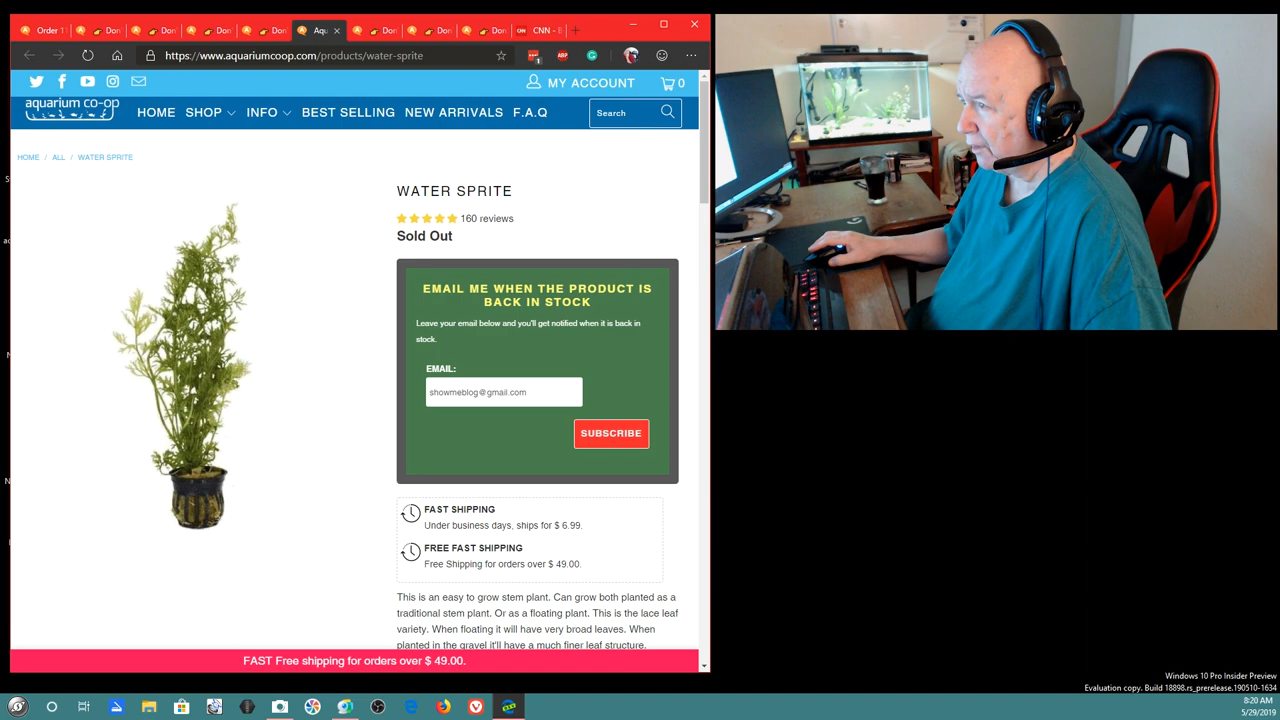 Order 1
Don
Don
Don
Don
Aqu
Don
Don
Don
CNN - B
https://www.aquariumcoop.com/products/water-sprite
MY ACCOUNT
0
aquarium co-op
HOME
SHOP
INFO
BEST SELLING
NEW ARRIVALS
F.A.Q
Search
HOME / ALL / WATER SPRITE
WATER SPRITE
160 reviews
Sold Out
EMAIL ME WHEN THE PRODUCT IS
BACK IN STOCK
Leave your email below and you'll get notified when it is back in
stock.
EMAIL:
showmeblog@gmail.com
SUBSCRIBE
FAST SHIPPING
Under business days, ships for $ 6.99.
FREE FAST SHIPPING
Free Shipping for orders over $ 49.00.
This is an easy to grow stem plant. Can grow both planted as a
traditional stem plant. Or as a floating plant. This is the lace leaf
variety. When floating it will have very broad leaves. When
planted in the gravel it'll have a much finer leaf structure.
FAST Free shipping for orders over $ 49.00.
Windows 10 Pro Insider Preview
Evaluation copy. Build 18898.rs_prerelease.190510-1634
8:20 AM
5/29/2019